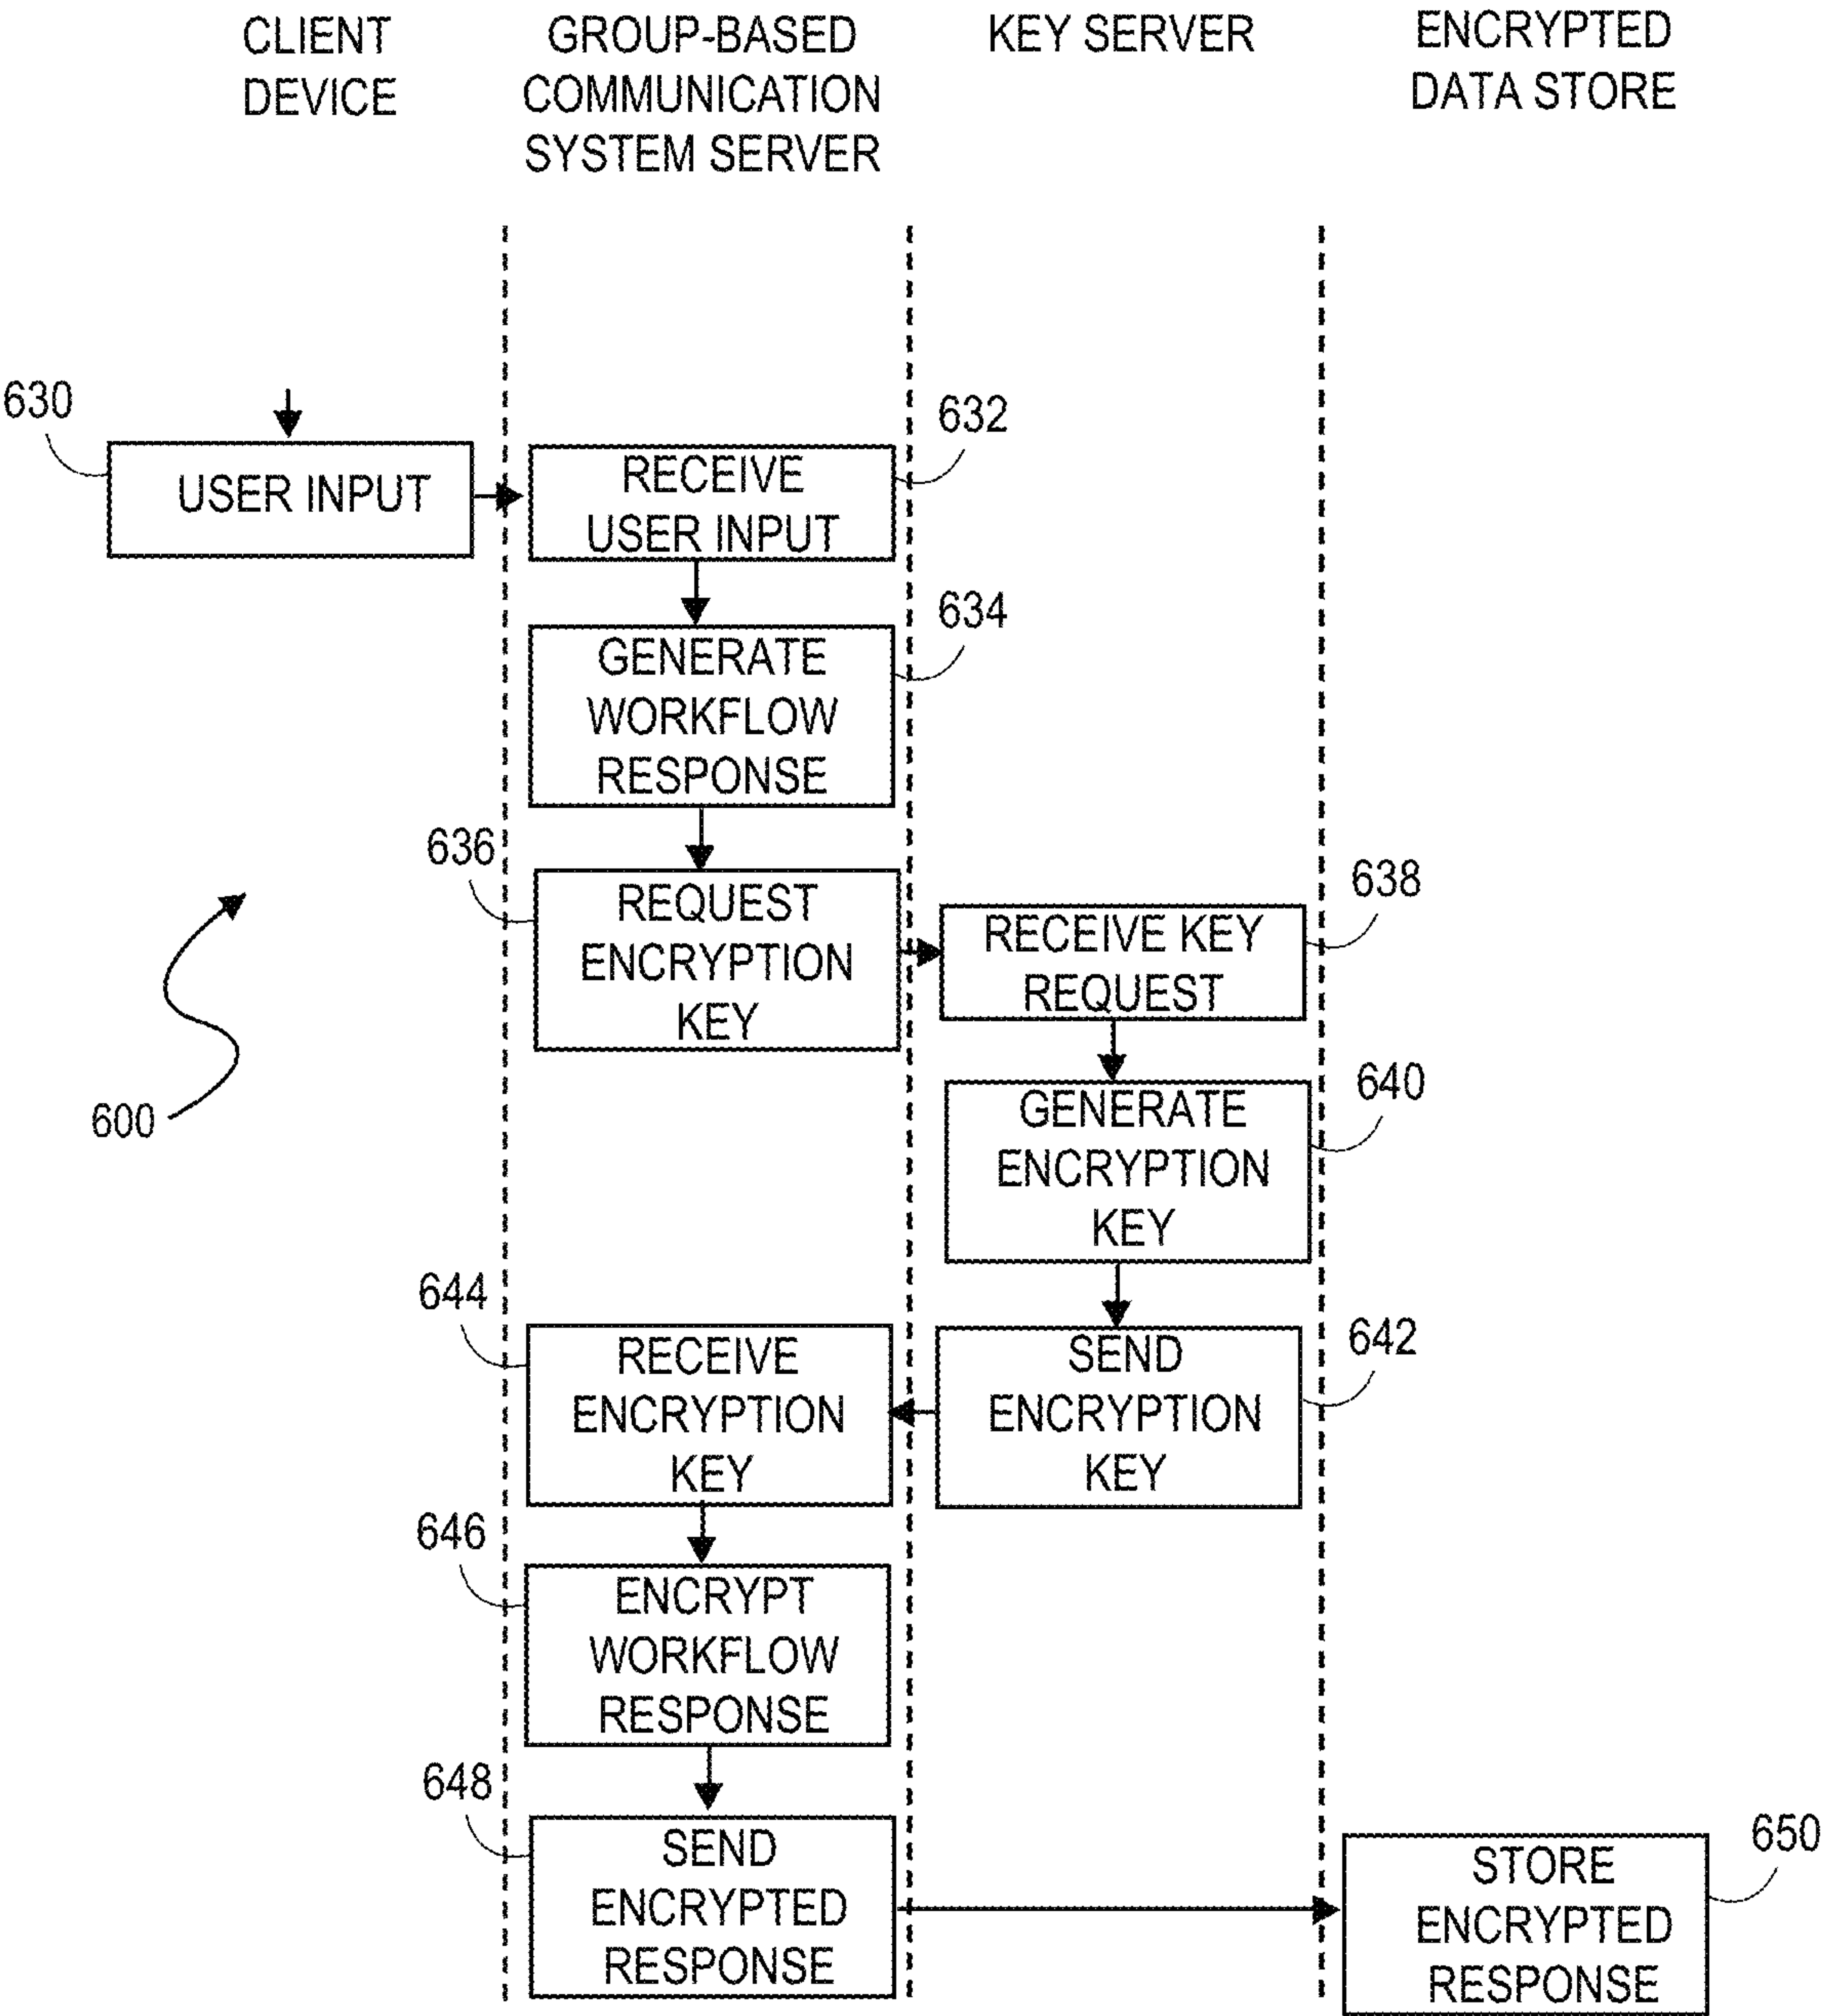 CLIENT
DEVICE
GROUP-BASED
COMMUNICATION
SYSTEM SERVER
KEY SERVER
ENCRYPTED
DATA STORE
630
USER INPUT
632
RECEIVE
USER INPUT
634
GENERATE
WORKFLOW
RESPONSE
636
REQUEST
ENCRYPTION
KEY
638
RECEIVE KEY
REQUEST
600
640
GENERATE
ENCRYPTION
KEY
642
SEND
ENCRYPTION
KEY
644
RECEIVE
ENCRYPTION
KEY
646
ENCRYPT
WORKFLOW
RESPONSE
648
SEND
ENCRYPTED
RESPONSE
650
STORE
ENCRYPTED
RESPONSE